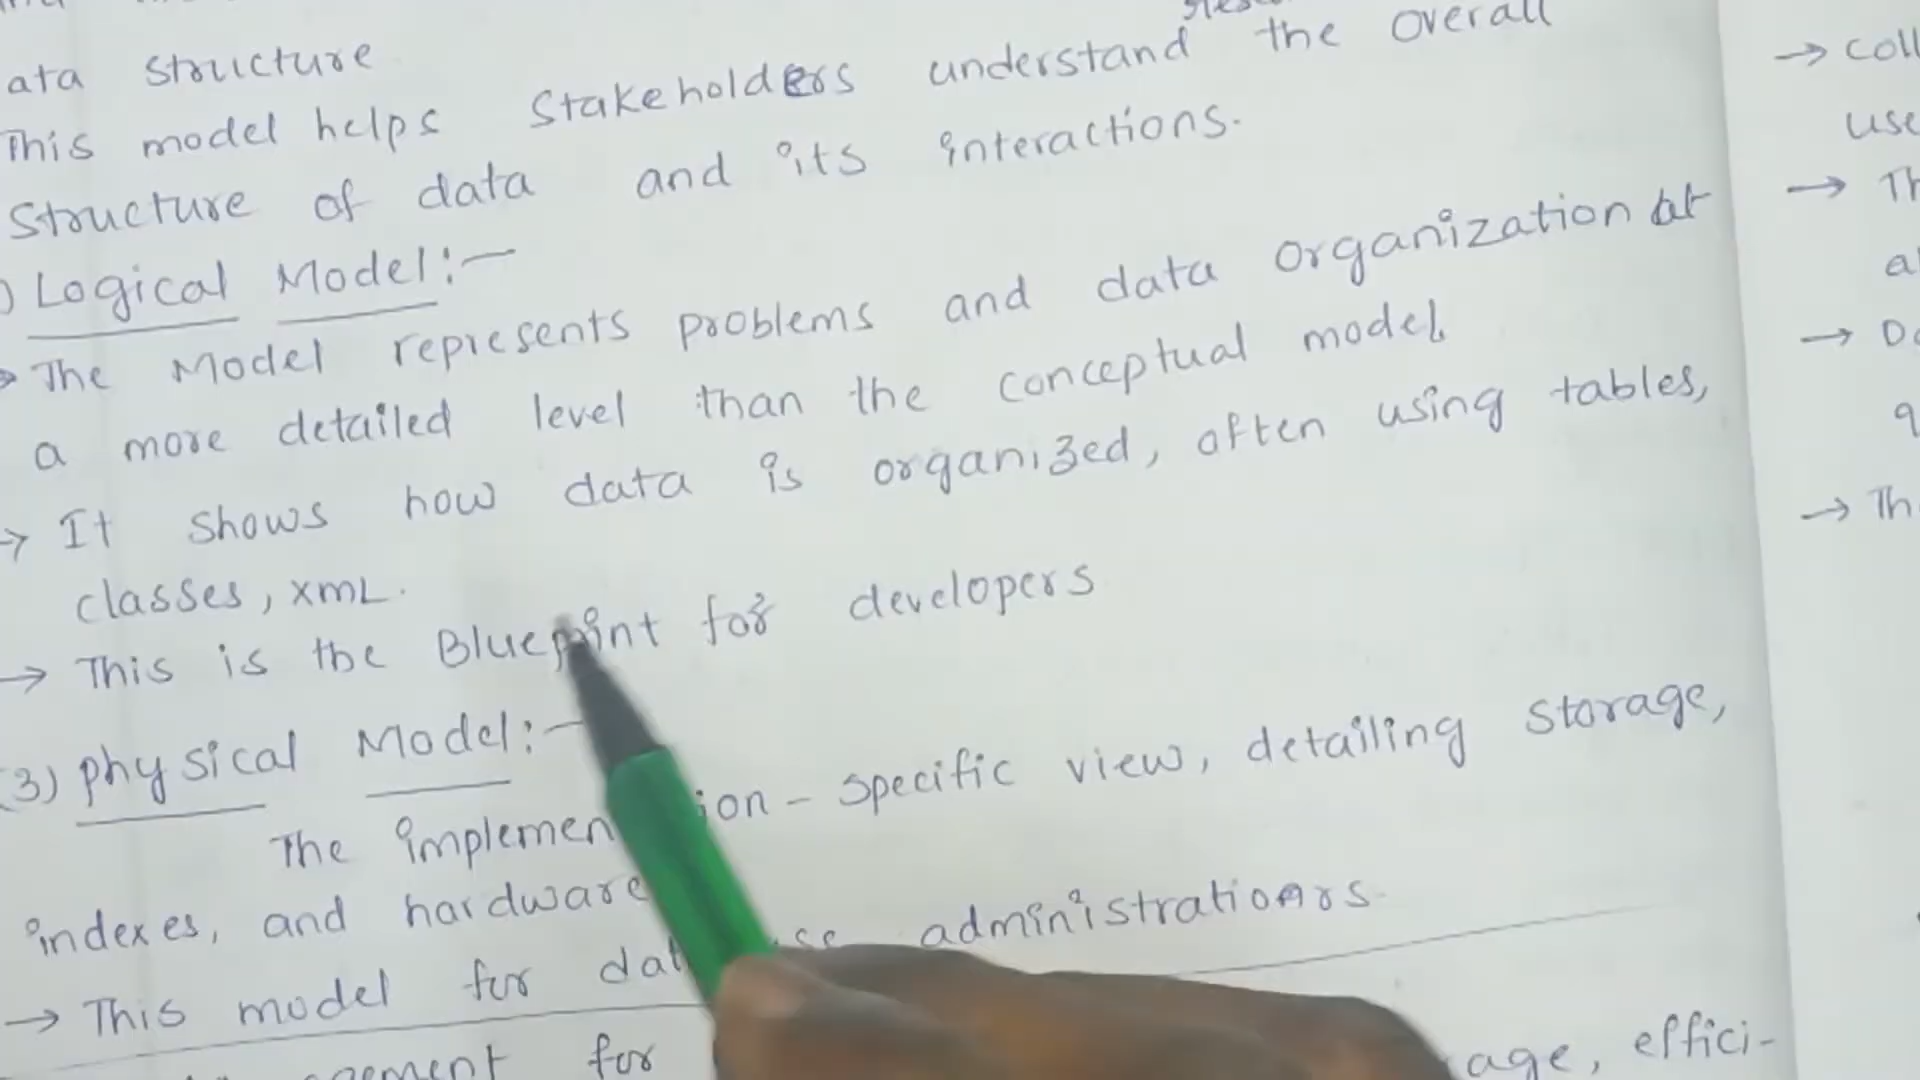 ata structure
This model helps stakeholders understand the overall
structure of data and its interactions.
) Logical Model:-
The Model represents problems and data organization at
a more detailed level than the conceptual model.
→ It shows how data is organized, often using tables,
classes, XML.
→ This is the Blueprint for developers
(3) physical Model:-
The implemen ion - specific view, detailing storage,
indexes, and hardware
→ This model for administrationrs.
for age, effici-
→ coll
use
→ Th
→ Th